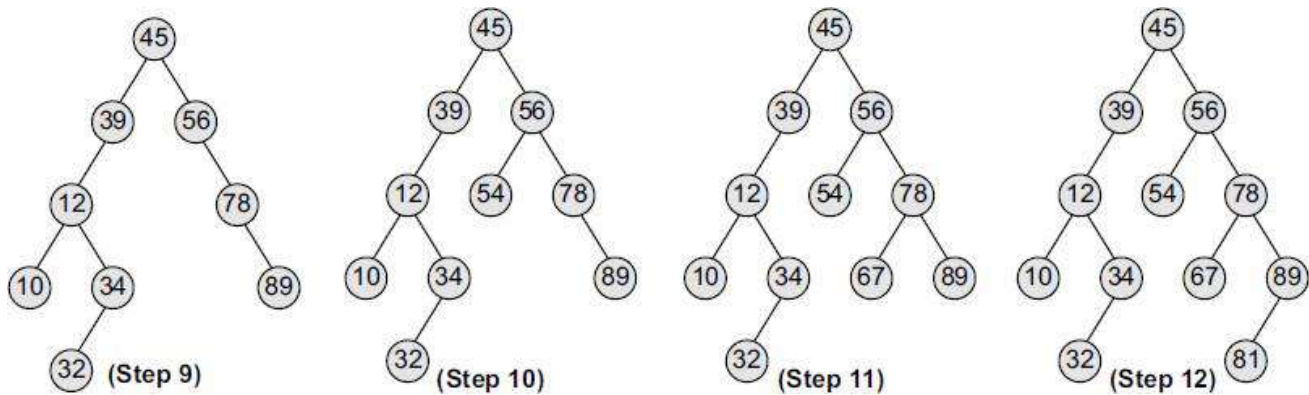 45 45 45 45
39 56 39 56 39 56 39 56
12 78 12 54 78 12 54 78 12 54 78
10 34 89 10 34 89 10 34 67 89 10 34 67 89
32 (Step 9) 32 (Step 10) 32 (Step 11) 32 81 (Step 12)